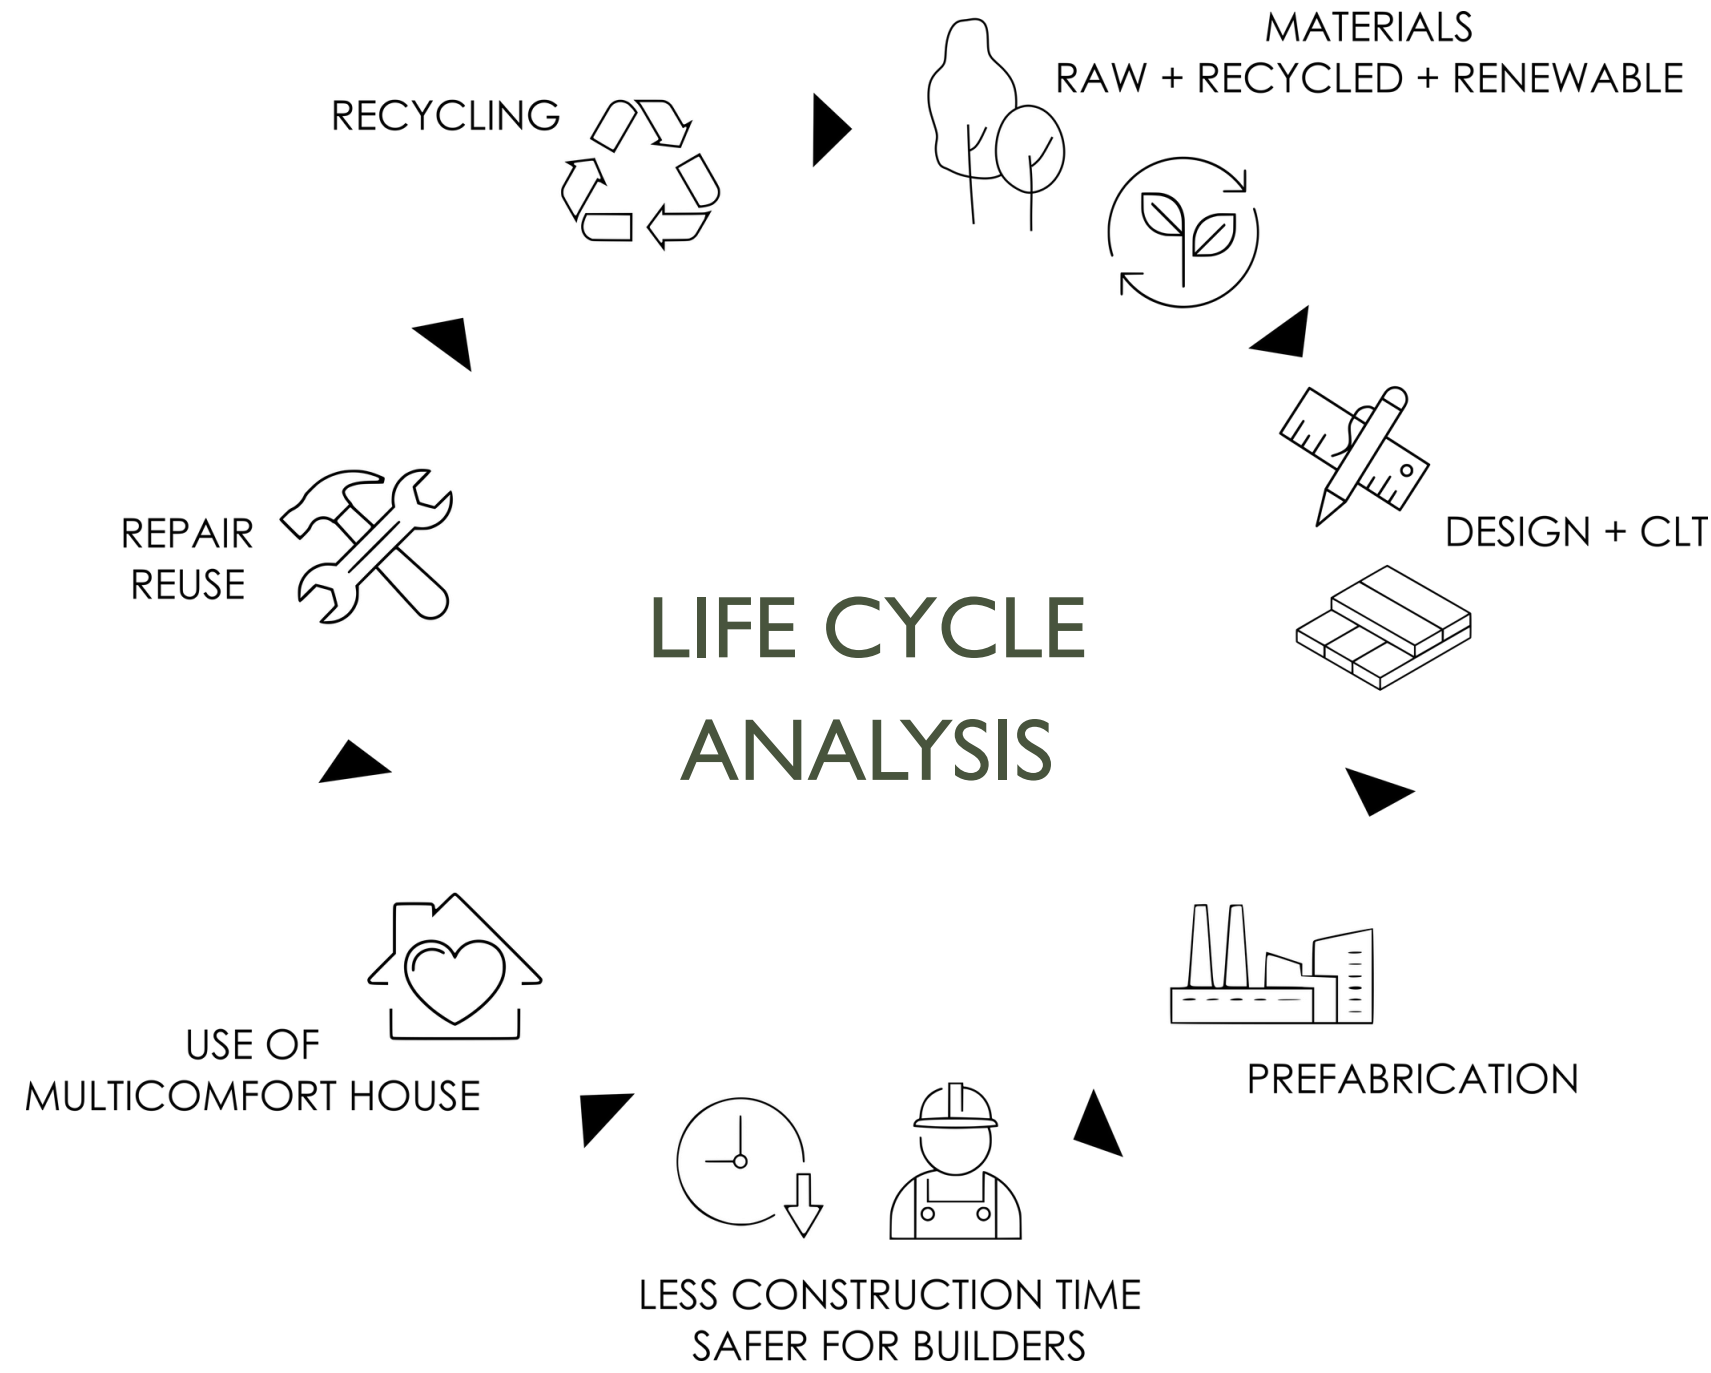 MATERIALS
RAW + RECYCLED + RENEWABLE
RECYCLING
DESIGN + CLT
REPAIR
REUSE
LIFE CYCLE
ANALYSIS
PREFABRICATION
USE OF
MULTICOMFORT HOUSE
LESS CONSTRUCTION TIME
SAFER FOR BUILDERS